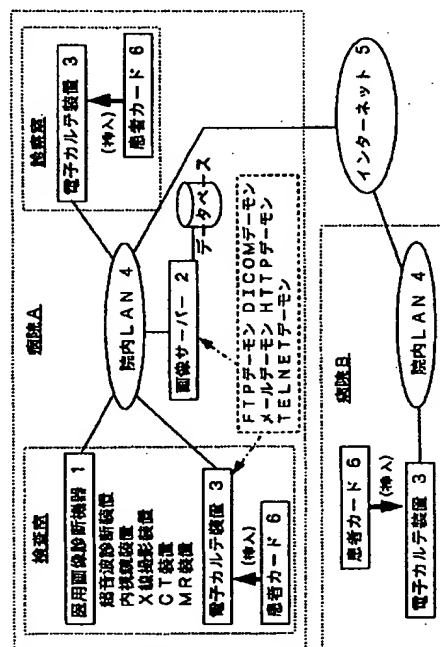 病院A
検査室
医用画像診断機器 1
超音波診断装置
内視鏡装置
X線撮影装置
CT装置
MR装置
電子カルテ装置 3
(挿入)
患者カード 6
院内LAN 4
画像サーバー 2
データベース
FTPデーモン DICOMデーモン
メールデーモン HTTPデーモン
TELNETデーモン
診察室
電子カルテ装置 3
(挿入)
患者カード 6
病院B
患者カード 6
(挿入)
電子カルテ装置 3
院内LAN 4
インターネット 5